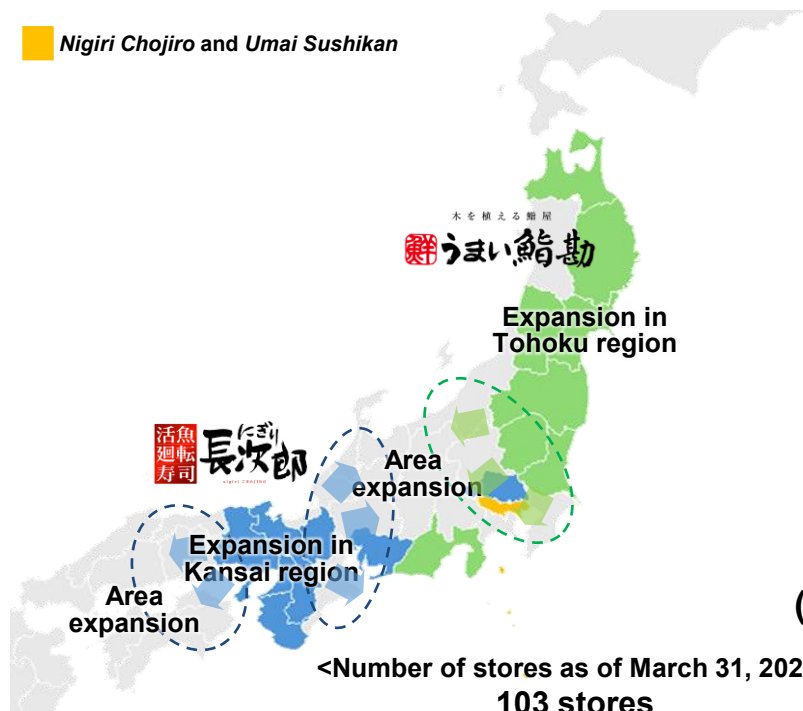 Nigiri Chojiro and Umai Sushikan
木を植える鮨屋
鮮 うまい鮨勘
Expansion in
Tohoku region
活魚
廻転
寿司
にぎり
長次郎
nigiri CHOJIRO
Area
expansion
Expansion in
Kansai region
Area
expansion
(
<Number of stores as of March 31, 202
103 stores